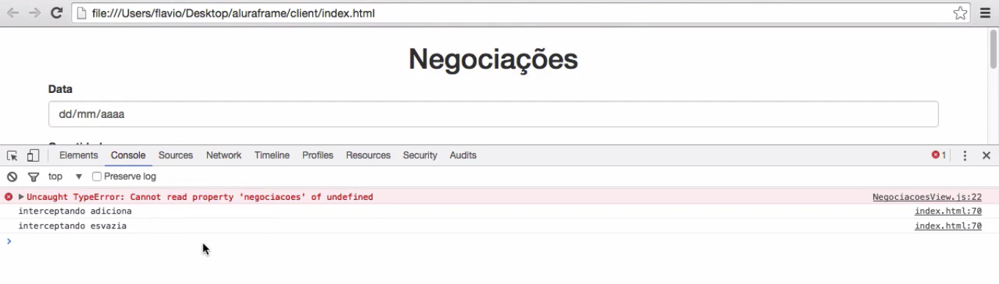 file:///Users/flavio/Desktop/aluraframe/client/index.html
Negociações
Data
dd/mm/aaaa
Elements Console Sources Network Timeline Profiles Resources Security Audits 1
top Preserve log
Uncaught TypeError: Cannot read property 'negociacoes' of undefined NegociacoesView.js:22
interceptando adiciona index.html:70
interceptando esvazia index.html:70